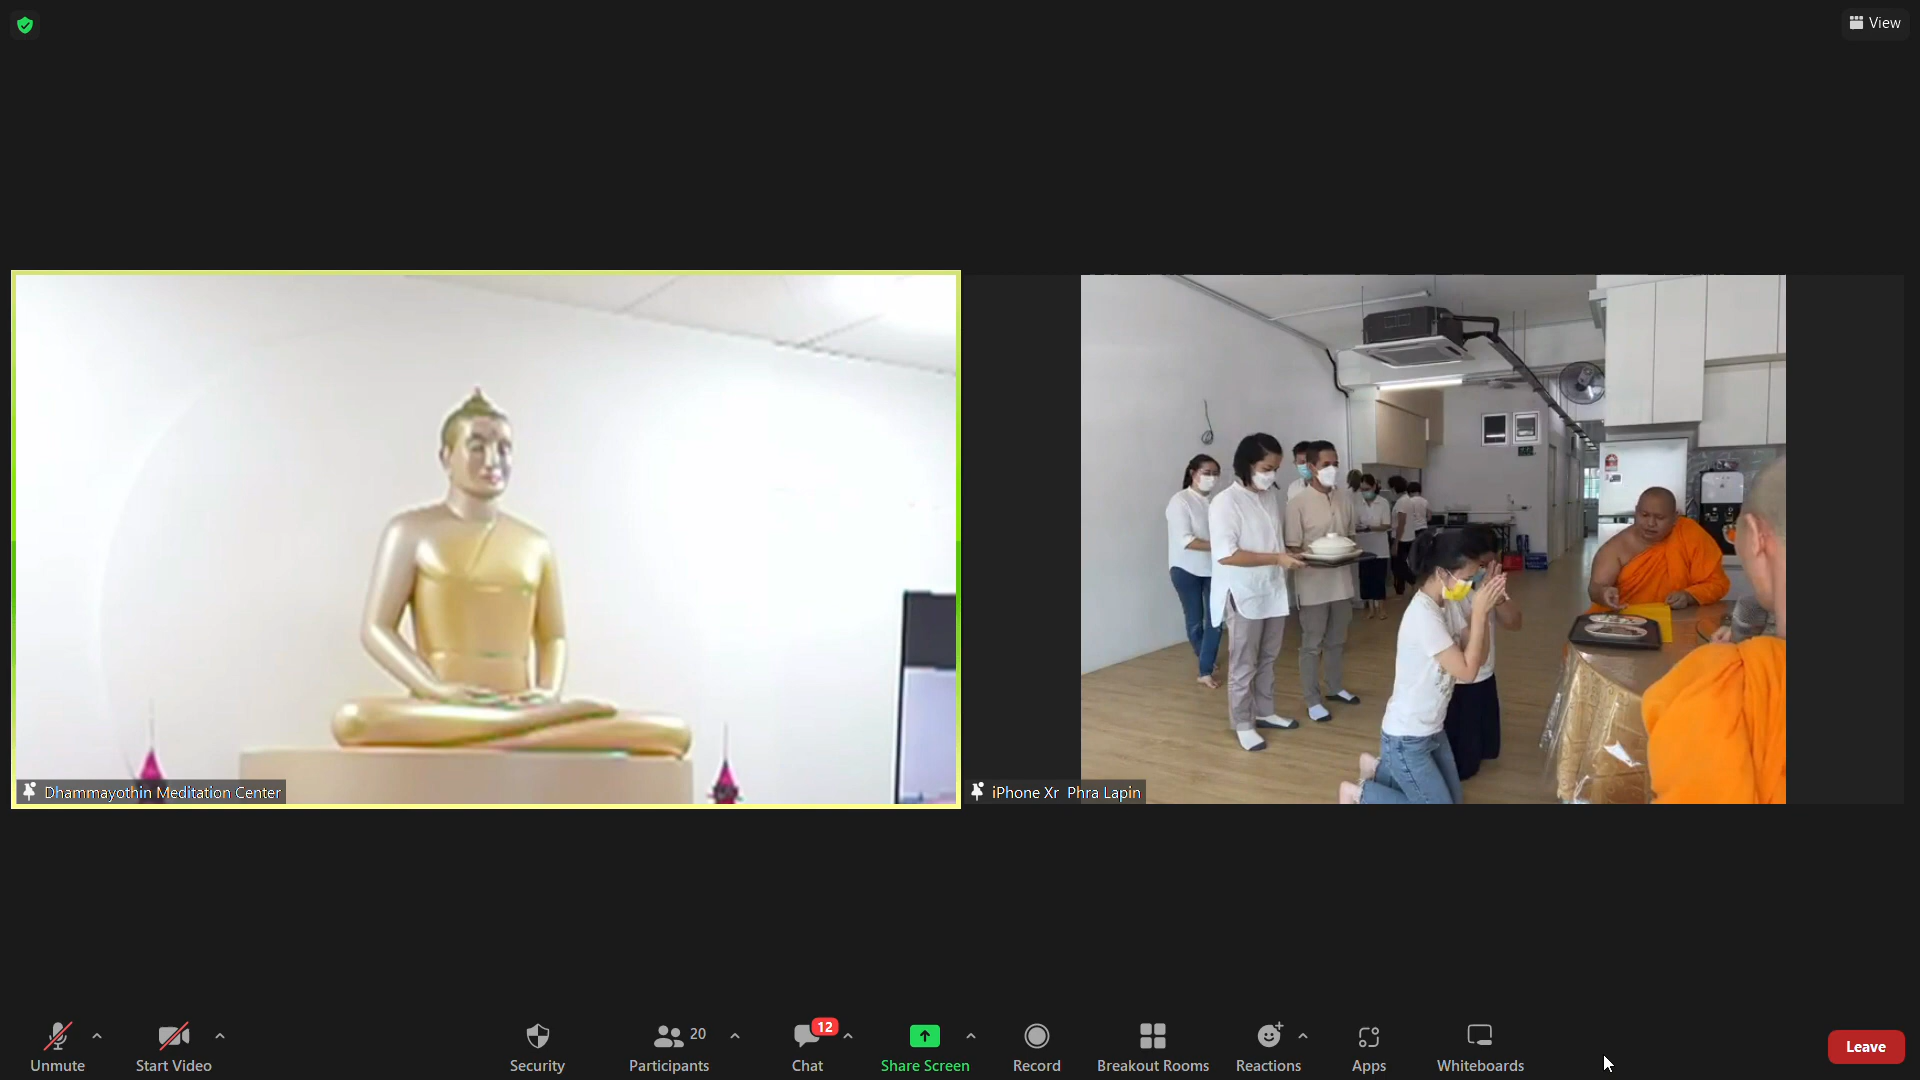 View
Dhammayothin Meditation Center
iPhone Xr Phra Lapin
Unmute
Start Video
Security
20
Participants
12
Chat
Share Screen
Record
Breakout Rooms
Reactions
Apps
Whiteboards
Leave